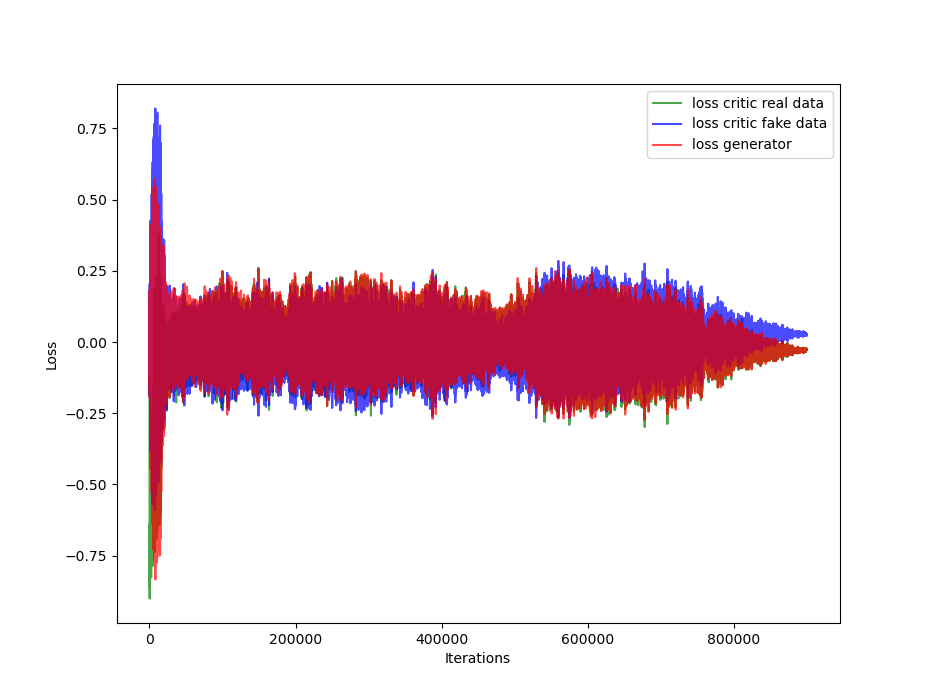 loss critic real data
loss critic fake data
loss generator
0.75
0.50
0.25
0.00
−0.25
−0.50
−0.75
Loss
0 200000 400000 600000 800000
Iterations